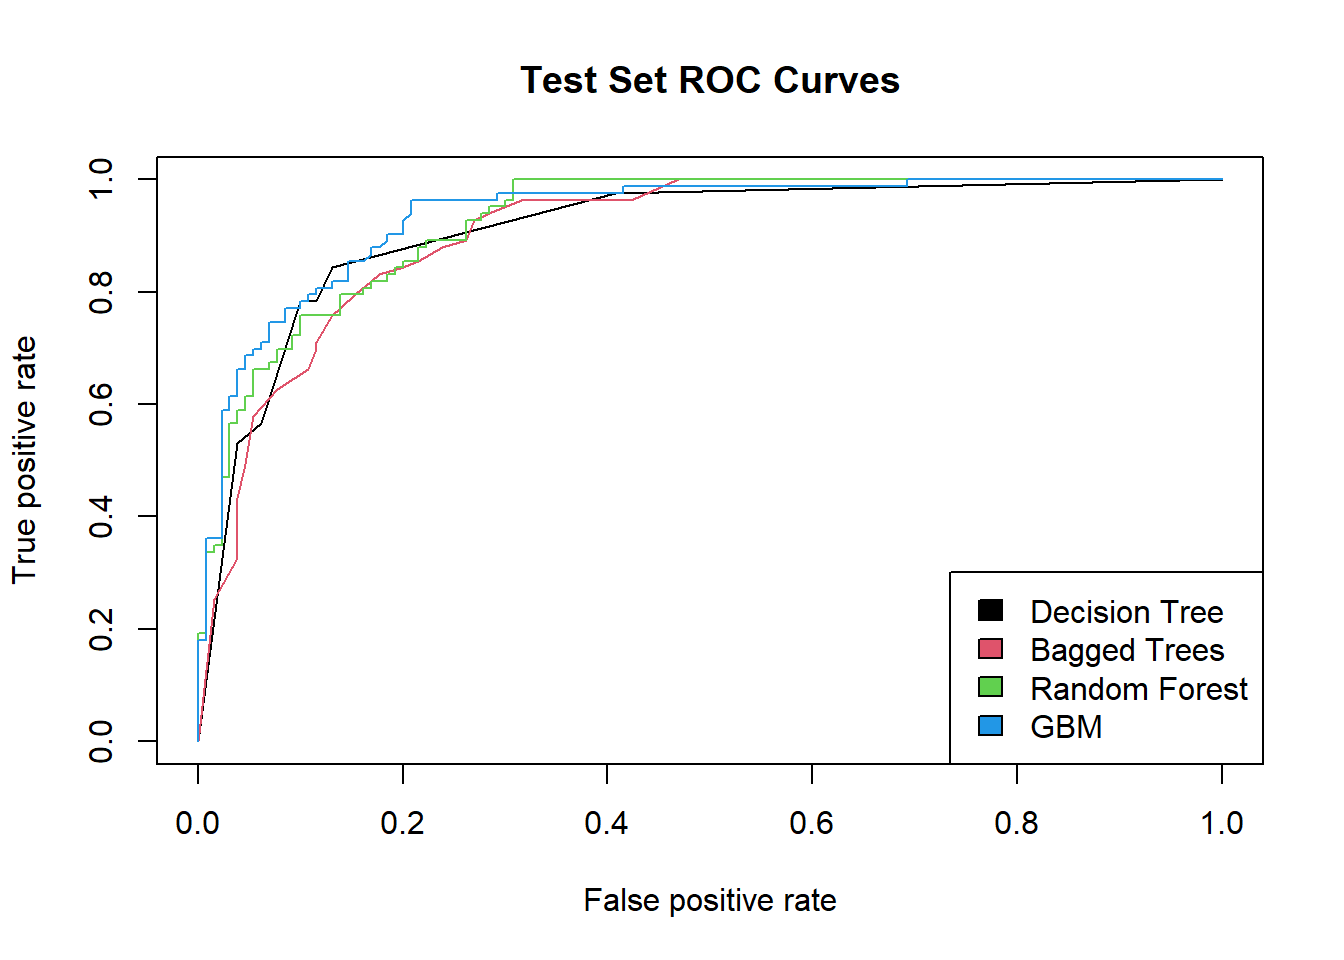 Test Set ROC Curves
True positive rate
1.0
0.8
0.6
0.4
0.2
0.0
Decision Tree
Bagged Trees
Random Forest
GBM
0.0 0.2 0.4 0.6 0.8 1.0
False positive rate